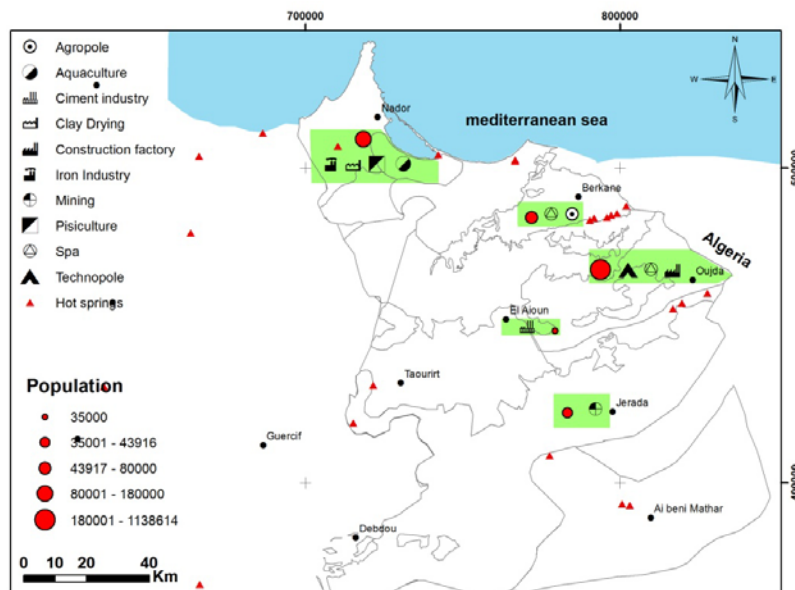 700000
800000
N
W
E
S
Agropole
Aquaculture
Ciment industry
Clay Drying
Construction factory
Iron Industry
Mining
Pisiculture
Spa
Technopole
Hot springs
Nador
mediterranean sea
Berkane
Algeria
Oujda
El Aioun
Taourirt
Jerada
Guercif
Ai beni Mathar
Debdou
Population
35000
35001 - 43916
43917 - 80000
80001 - 180000
180001 - 1138614
0 10 20 40
Km